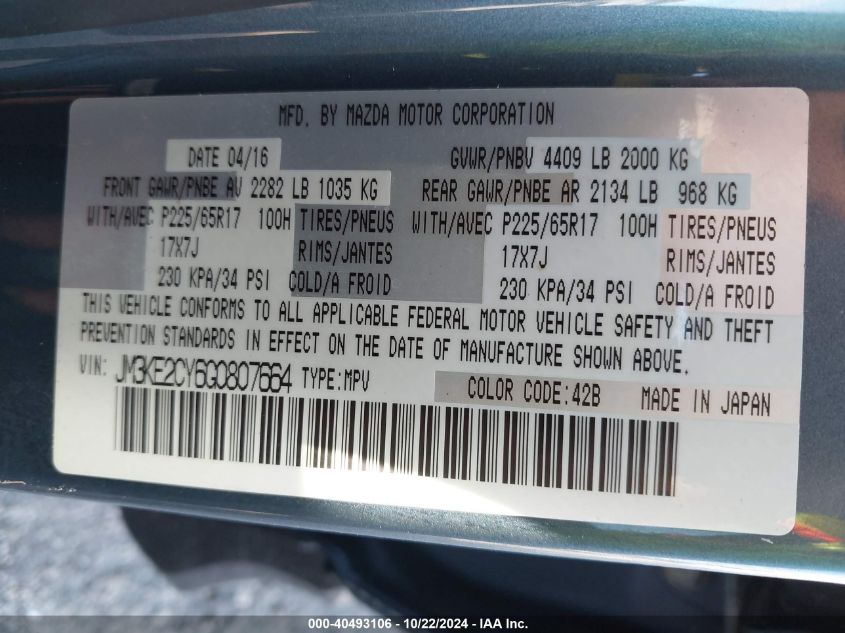 MFD. BY MAZDA MOTOR CORPORATION
DATE 04/16 GVWR/PNBV 4409 LB 2000 KG
FRONT GAWR/PNBE AV 2282 LB 1035 KG REAR GAWR/PNBE AR 2134 LB 968 KG
WITH/AVEC P225/65R17 100H TIRES/PNEUS WITH/AVEC P225/65R17 100H TIRES/PNEUS
17X7J RIMS/JANTES 17X7J RIMS/JANTES
230 KPA/34 PSI COLD/A FROID 230 KPA/34 PSI COLD/A FROID
THIS VEHICLE CONFORMS TO ALL APPLICABLE FEDERAL MOTOR VEHICLE SAFETY AND THEFT
PREVENTION STANDARDS IN EFFECT ON THE DATE OF MANUFACTURE SHOWN ABOVE.
VIN: JM3KE2CY6G0807664 TYPE:MPV COLOR CODE:42B MADE IN JAPAN
000-40493106 - 10/22/2024 - IAA Inc.